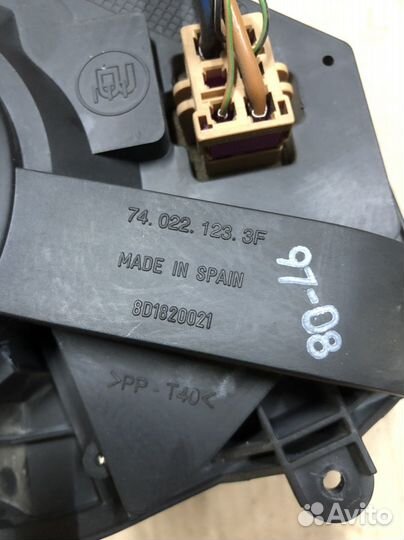 74. 022. 123. 3F
MADE IN SPAIN
8D1820021
97-08
>PP - T40<
Avito